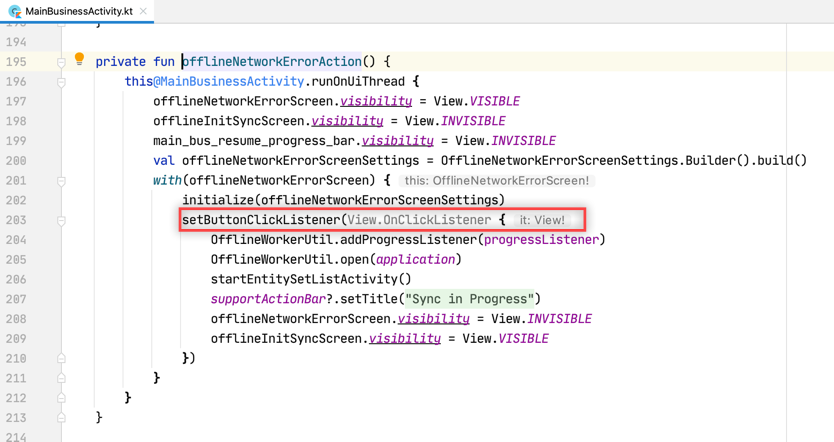 MainBusinessActivity.kt
193 }
194
195 private fun offlineNetworkErrorAction() {
196 this@MainBusinessActivity.runOnUiThread {
197 offlineNetworkErrorScreen.visibility = View.VISIBLE
198 offlineInitSyncScreen.visibility = View.INVISIBLE
199 main_bus_resume_progress_bar.visibility = View.INVISIBLE
200 val offlineNetworkErrorScreenSettings = OfflineNetworkErrorScreenSettings.Builder().build()
201 with(offlineNetworkErrorScreen) { this: OfflineNetworkErrorScreen!
202 initialize(offlineNetworkErrorScreenSettings)
203 setButtonClickListener(View.OnClickListener { it: View!
204 OfflineWorkerUtil.addProgressListener(progressListener)
205 OfflineWorkerUtil.open(application)
206 startEntitySetListActivity()
207 supportActionBar?.setTitle("Sync in Progress")
208 offlineNetworkErrorScreen.visibility = View.INVISIBLE
209 offlineInitSyncScreen.visibility = View.VISIBLE
210 })
211 }
212 }
213 }
214